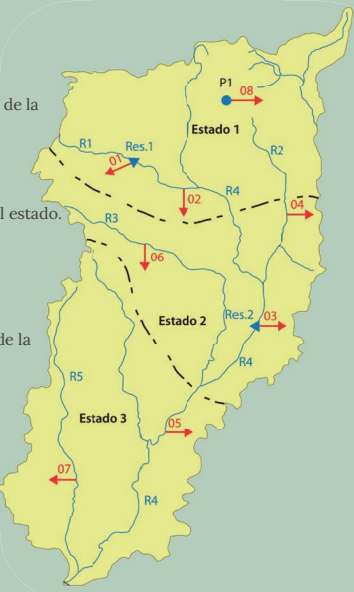 P1
08
de la
Estado 1
R1
Res.1
R2
01
R4
02
04
l estado.
R3
06
Estado 2
Res.2
03
de la
R4
R5
Estado 3
05
07
R4